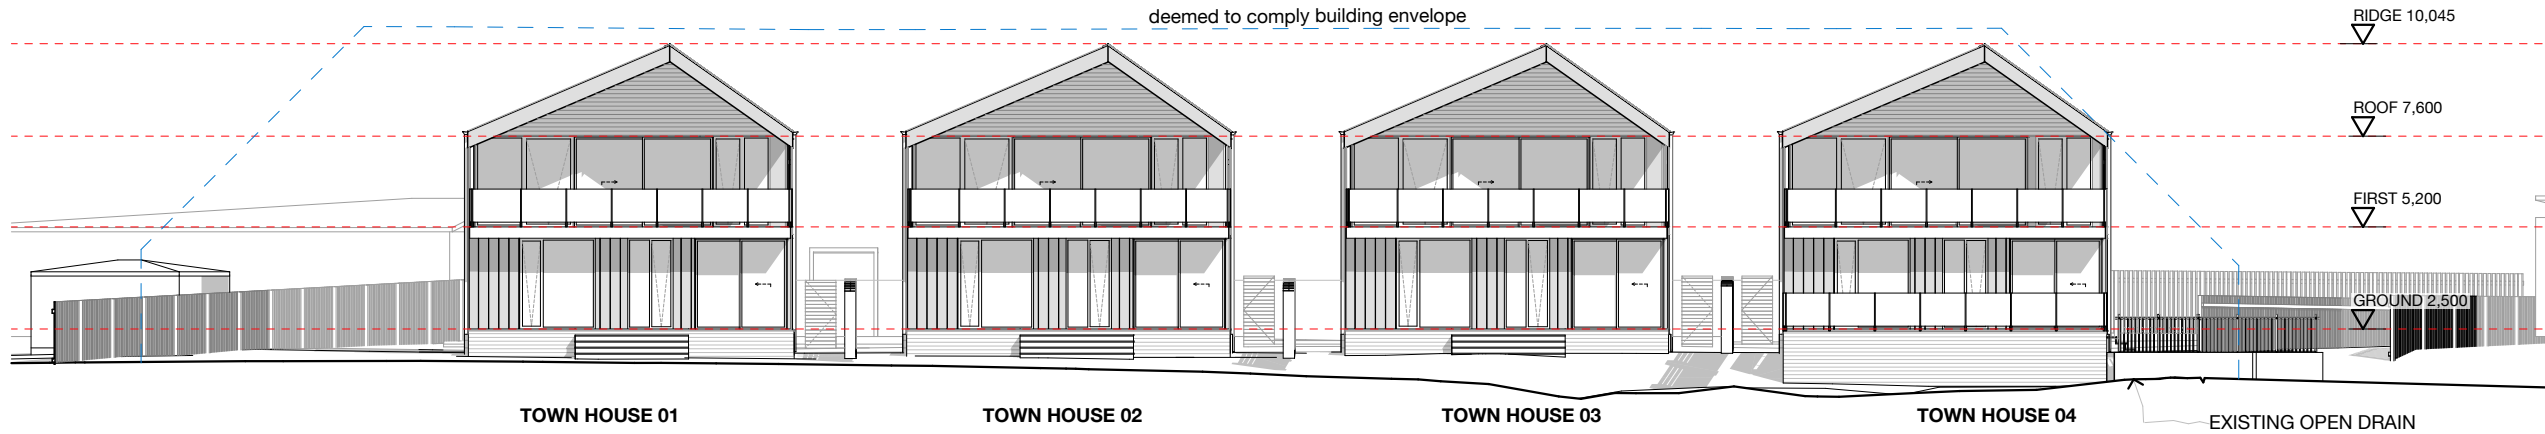 deemed to comply building envelope
RIDGE 10,045
ROOF 7,600
FIRST 5,200
GROUND 2,500
TOWN HOUSE 01
TOWN HOUSE 02
TOWN HOUSE 03
TOWN HOUSE 04
EXISTING OPEN DRAIN